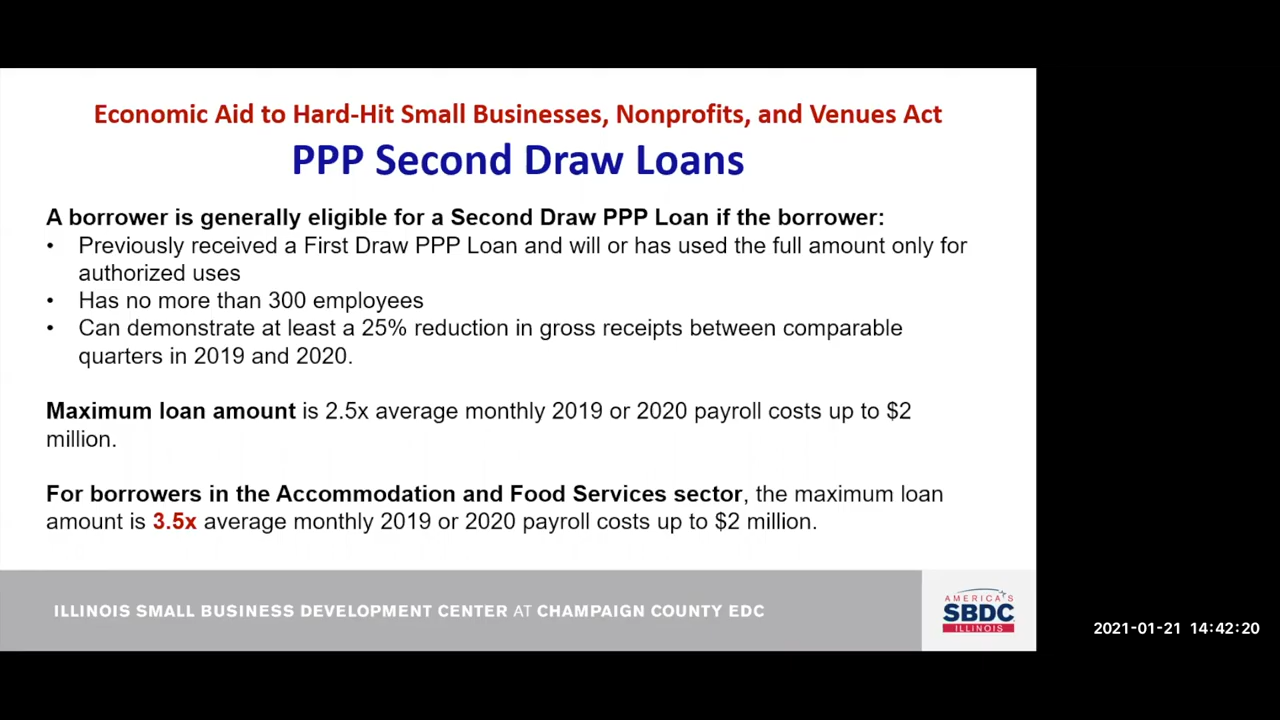 Economic Aid to Hard-Hit Small Businesses, Nonprofits, and Venues Act
PPP Second Draw Loans
A borrower is generally eligible for a Second Draw PPP Loan if the borrower:
• Previously received a First Draw PPP Loan and will or has used the full amount only for
authorized uses
• Has no more than 300 employees
• Can demonstrate at least a 25% reduction in gross receipts between comparable
quarters in 2019 and 2020.
Maximum loan amount is 2.5x average monthly 2019 or 2020 payroll costs up to $2
million.
For borrowers in the Accommodation and Food Services sector, the maximum loan
amount is 3.5x average monthly 2019 or 2020 payroll costs up to $2 million.
ILLINOIS SMALL BUSINESS DEVELOPMENT CENTER AT CHAMPAIGN COUNTY EDC
AMERICA'S
SBDC
ILLINOIS
2021-01-21 14:42:20